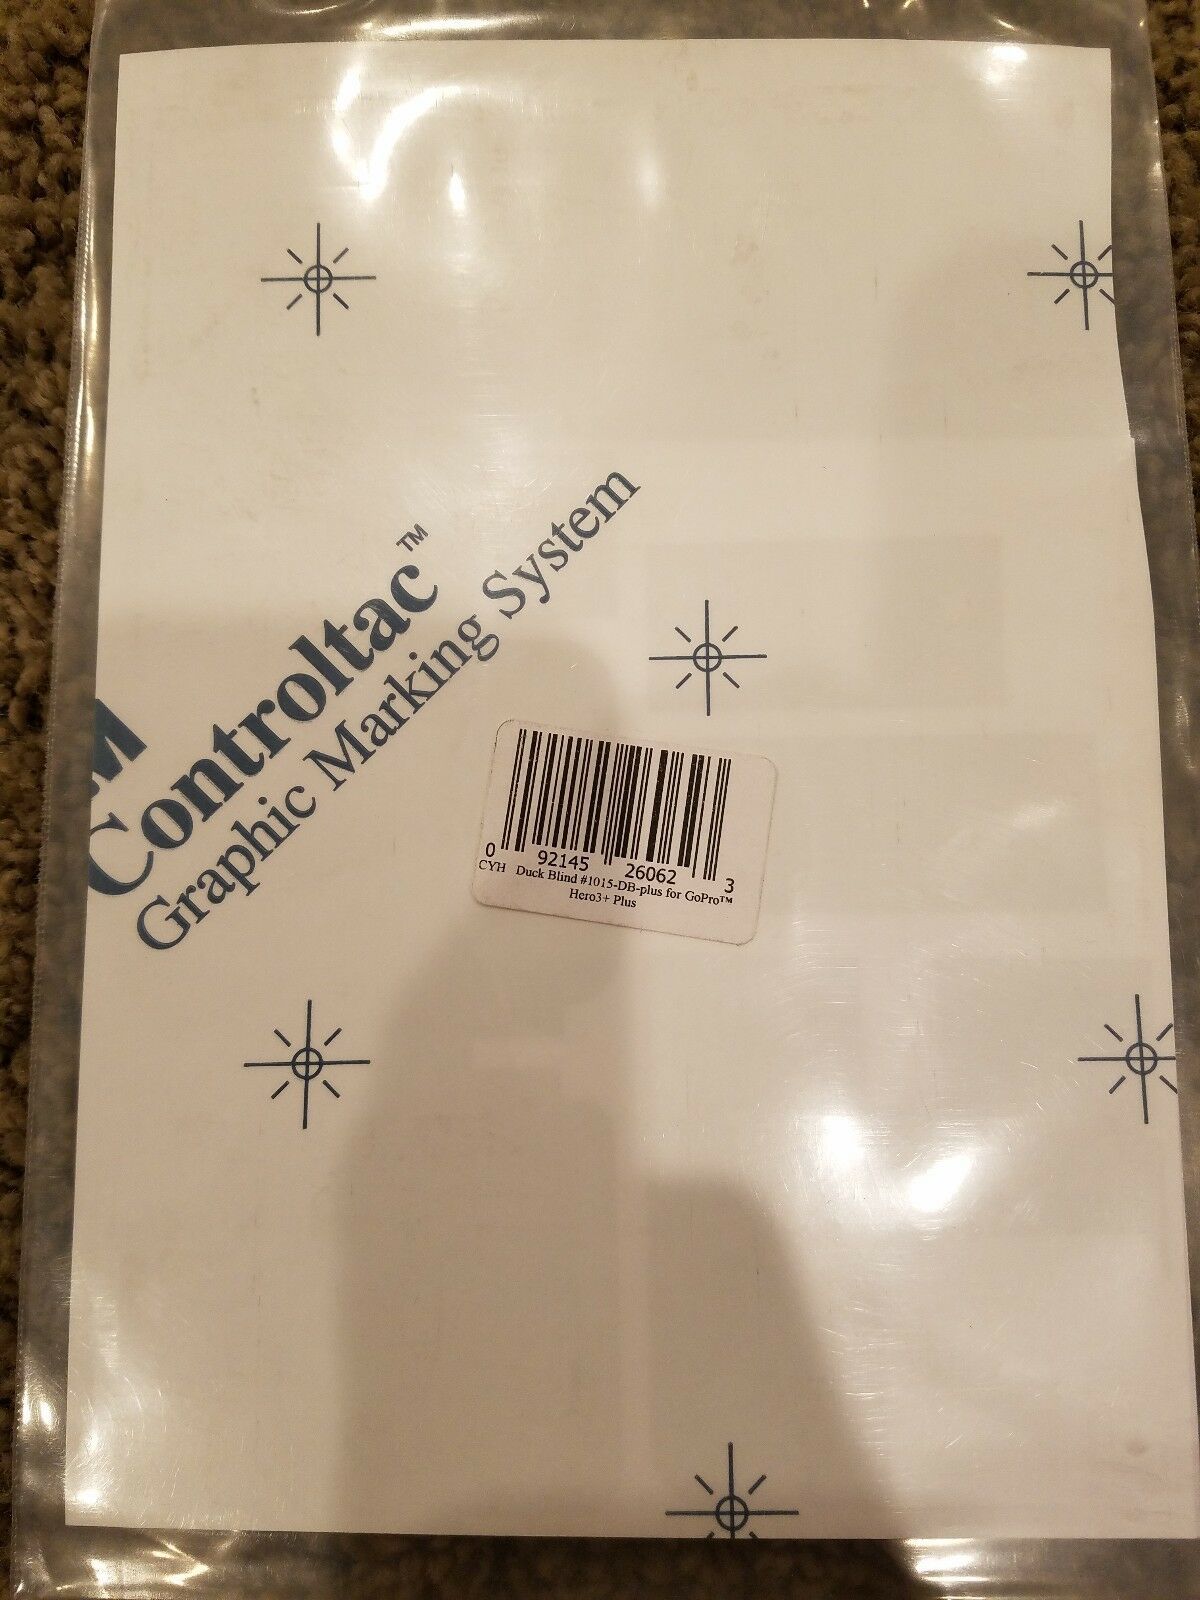 M
Controltac™
Graphic Marking System
0 92145 26062 3
CYH Duck Blind #1015-DB-plus for GoPro™
Hero3+ Plus